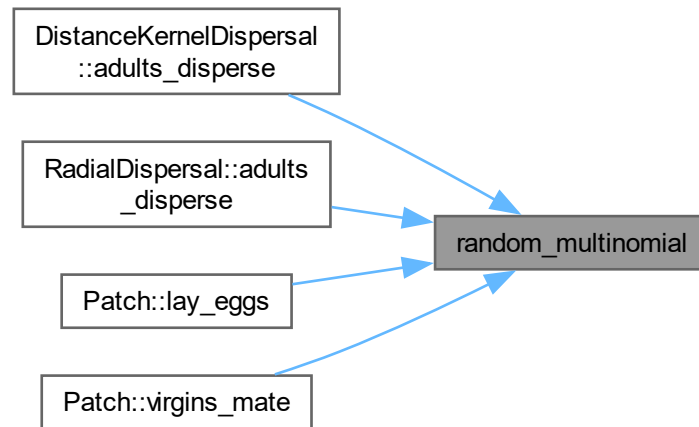 DistanceKernelDispersal
::adults_disperse
RadialDispersal::adults
_disperse
random_multinomial
Patch::lay_eggs
Patch::virgins_mate